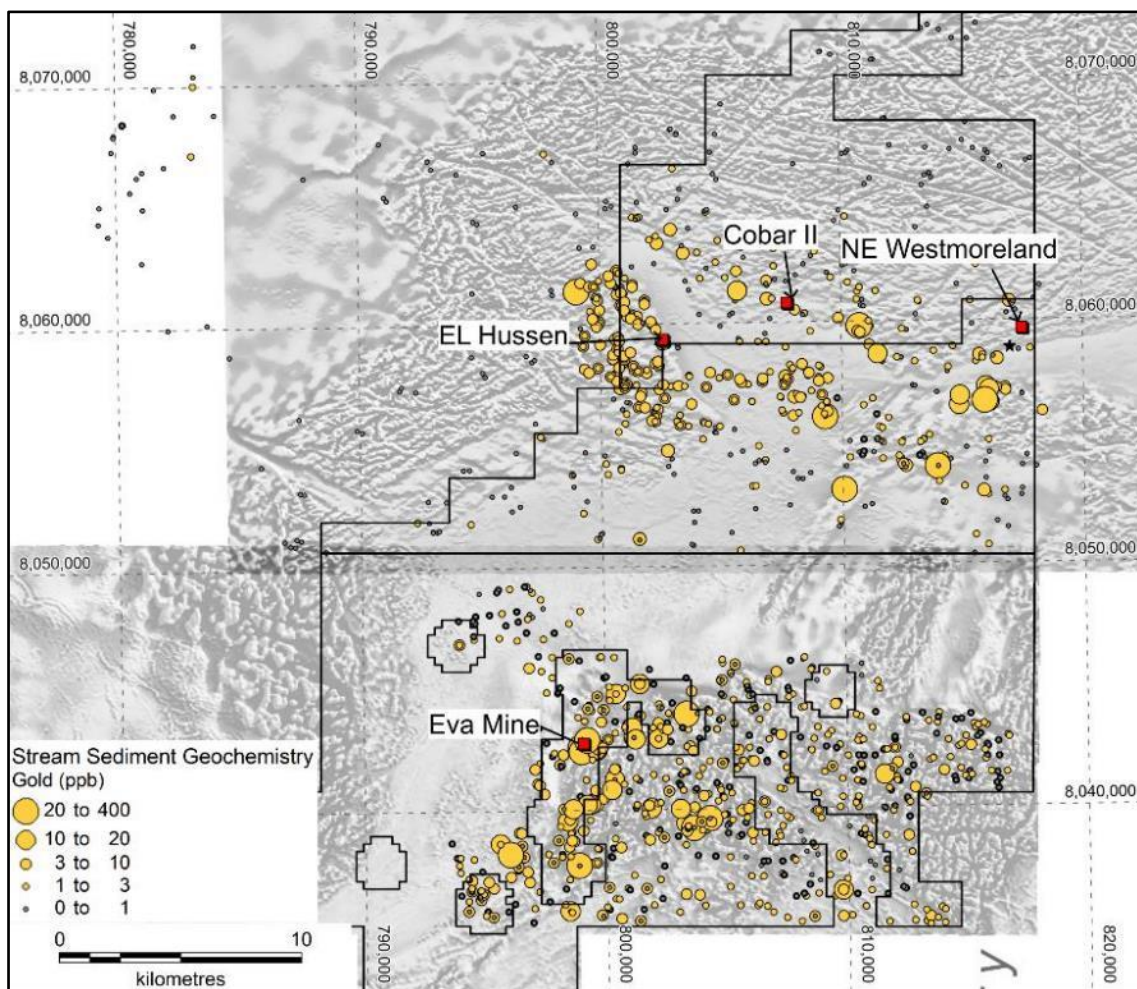 780,000
790,000
800,000
810,000
8,070,000
8,070,000
Cobar II
NE Westmoreland
8,060,000
8,060,000
EL Hussen
8,050,000
8,050,000
Eva Mine
Stream Sediment Geochemistry
Gold (ppb)
20 to 400
10 to 20
3 to 10
1 to 3
0 to 1
8,040,000
0 10
kilometres
790,000
800,000
810,000
820,000
ry